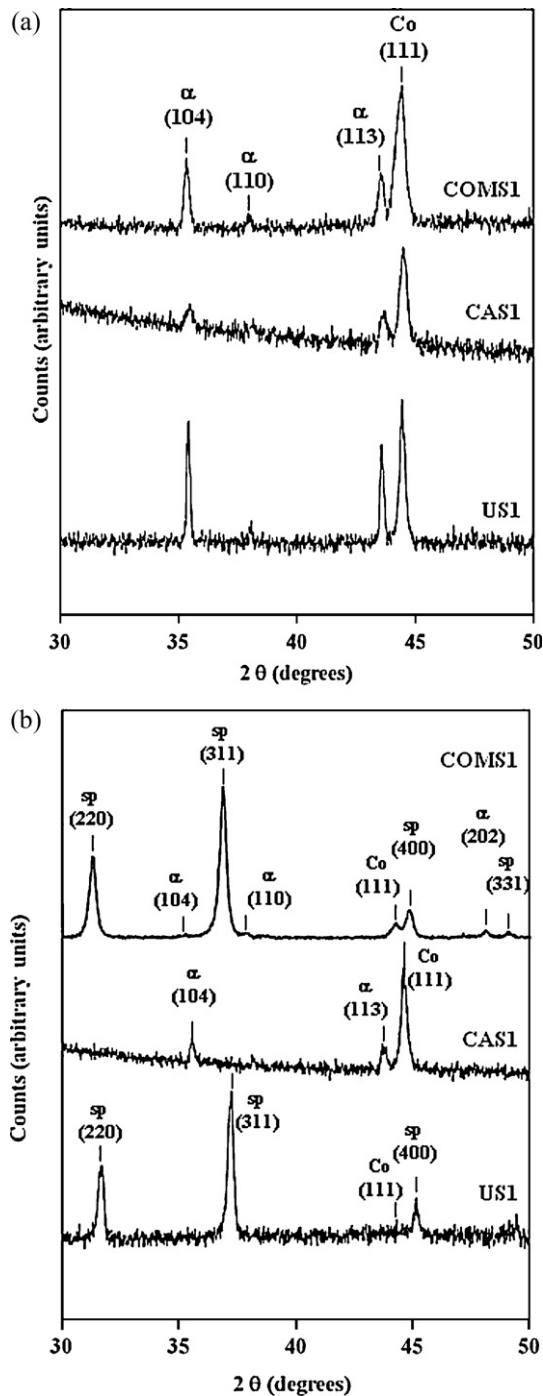 (a)
Co
(111)
α
(104)
α
(113)
α
(110)
COMS1
CAS1
US1
Counts (arbitrary units)
30 35 40 45 50
2 θ (degrees)
(b)
sp
(311)
COMS1
sp
(220)
α
(202)
sp
(400)
Co
(111)
sp
(331)
α
(104)
α
(110)
Co
(111)
α
(104)
α
(113)
CAS1
sp
(220)
sp
(311)
sp
(400)
Co
(111)
US1
Counts (arbitrary units)
30 35 40 45 50
2 θ (degrees)